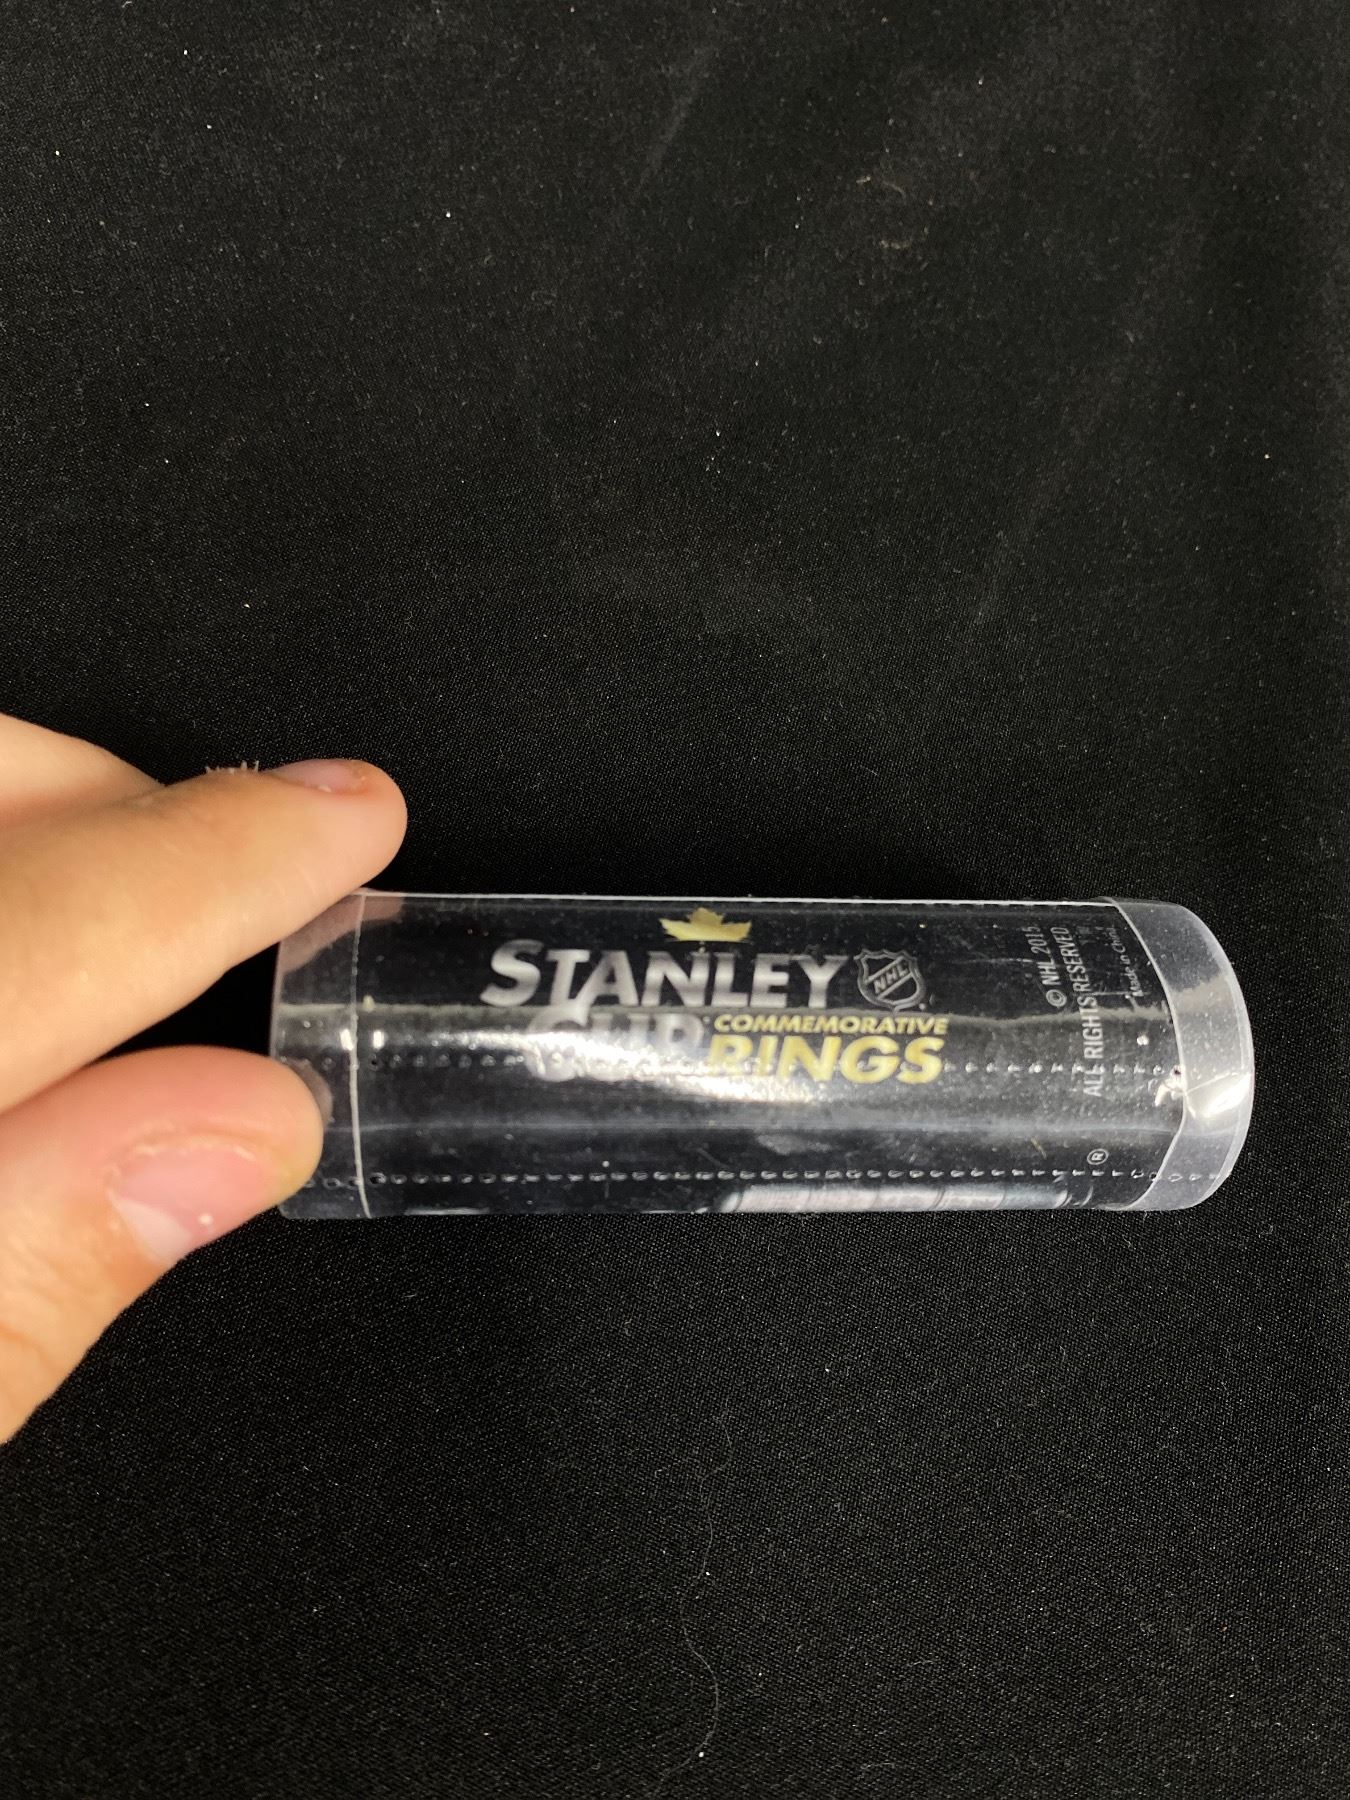 STANLEY
CUP
COMMEMORATIVE
RINGS
NHL
© NHL 2015
ALL RIGHTS RESERVED
Made in China
®